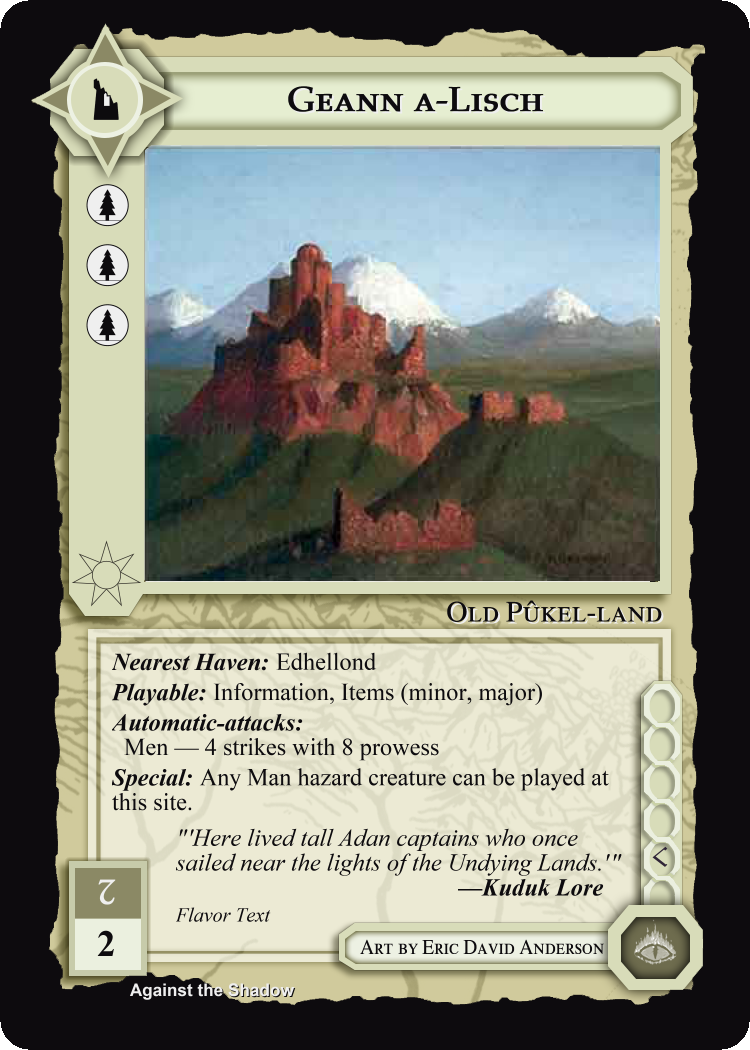 Geann a-Lisch
Old Pûkel-land
Nearest Haven: Edhellond
Playable: Information, Items (minor, major)
Automatic-attacks:
Men — 4 strikes with 8 prowess
Special: Any Man hazard creature can be played at
this site.
"'Here lived tall Adan captains who once
sailed near the lights of the Undying Lands.'"
—Kuduk Lore
Flavor Text
2
2
Art by Eric David Anderson
Against the Shadow